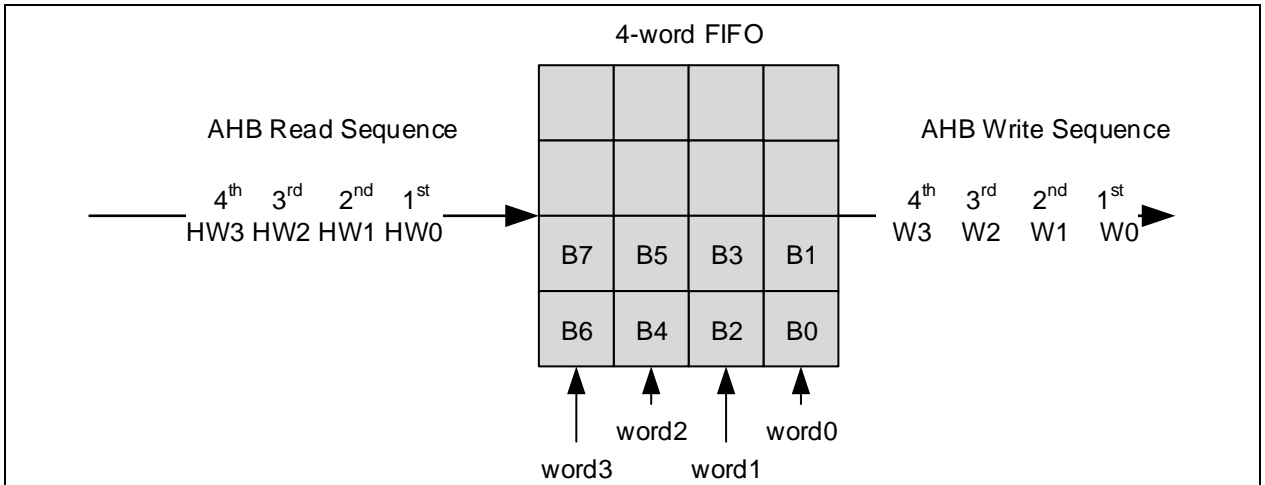 4-word FIFO
AHB Read Sequence
4th 3rd 2nd 1st
HW3 HW2 HW1 HW0
B7 B5 B3 B1
B6 B4 B2 B0
word2 word0
word3 word1
AHB Write Sequence
4th 3rd 2nd 1st
W3 W2 W1 W0